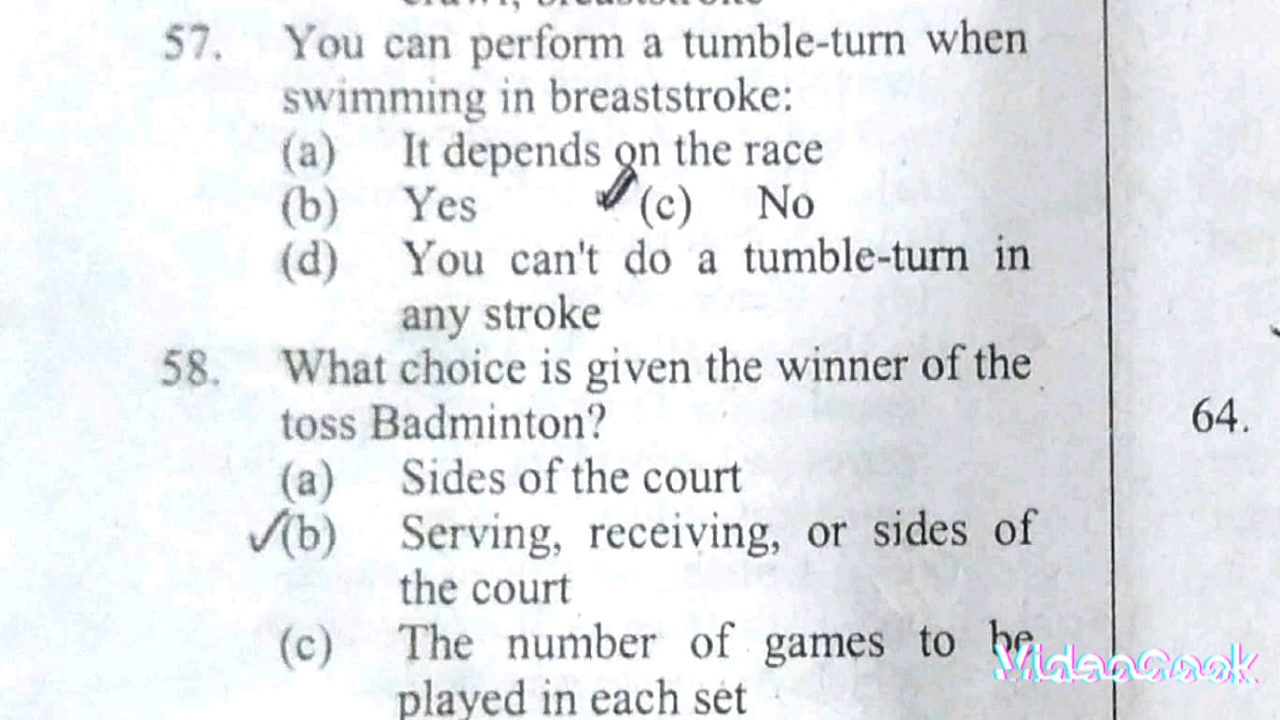 57. You can perform a tumble-turn when
swimming in breaststroke:
(a) It depends on the race
(b) Yes (c) No
(d) You can't do a tumble-turn in
any stroke
58. What choice is given the winner of the
toss Badminton?
(a) Sides of the court
(b) Serving, receiving, or sides of
the court
(c) The number of games to be
played in each set
64.
VideoCook